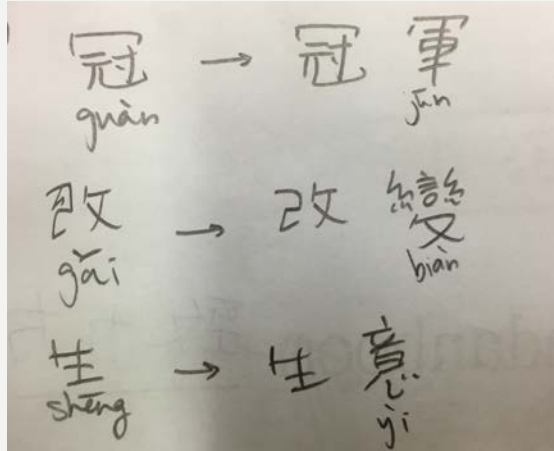 冠 → 冠 軍
guàn jūn
改 → 改 變
gǎi biàn
生 → 生 意
shēng yì